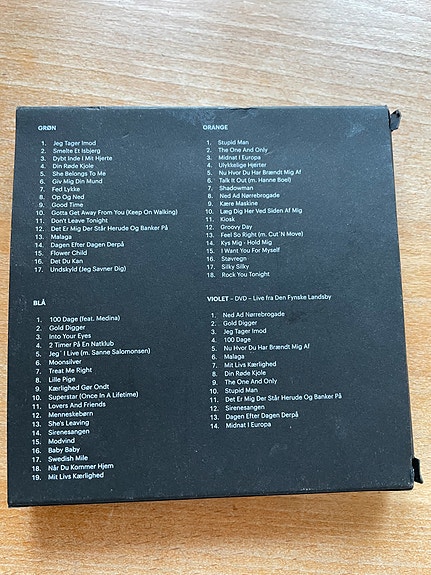 GRØN
1. Jeg Tager Imod
2. Smelte Et Isbjerg
3. Dybt Inde I Mit Hjerte
4. Din Røde Kjole
5. She Belongs To Me
6. Giv Mig Din Mund
7. Fed Lykke
8. Op Og Ned
9. Good Time
10. Gotta Get Away From You (Keep On Walking)
11. Don't Leave Tonight
12. Det Er Mig Der Står Herude Og Banker På
13. Malaga
14. Dagen Efter Dagen Derpå
15. Flower Child
16. Det Du Kan
17. Undskyld (Jeg Savner Dig)
ORANGE
1. Stupid Man
2. The One And Only
3. Midnat I Europa
4. Ulykkelige Hjerter
5. Nu Hvor Du Har Brændt Mig Af
6. Talk It Out (m. Hanne Boel)
7. Shadowman
8. Ned Ad Nørrebrogade
9. Kære Maskine
10. Læg Dig Her Ved Siden Af Mig
11. Kiosk
12. Groovy Day
13. Feel So Right (m. Cut´N Move)
14. Kys Mig - Hold Mig
15. I Want You For Myself
16. Støvregn
17. Silky Silky
18. Rock You Tonight
BLÅ
1. 100 Dage (feat. Medina)
2. Gold Digger
3. Into Your Eyes
4. 2 Timer På En Natklub
5. Jeg´ I Live (m. Sanne Salomonsen)
6. Moonsilver
7. Treat Me Right
8. Lille Pige
9. Kærlighed Gør Ondt
10. Superstar (Once In A Lifetime)
11. Lovers And Friends
12. Menneskebørn
13. She's Leaving
14. Sirenesangen
15. Modvind
16. Baby Baby
17. Swedish Mile
18. Når Du Kommer Hjem
19. Mit Livs Kærlighed
VIOLET – DVD – Live fra Den Fynske Landsby
1. Ned Ad Nørrebrogade
2. Gold Digger
3. Jeg Tager Imod
4. 100 Dage
5. Nu Hvor Du Har Brændt Mig Af
6. Malaga
7. Mit Livs Kærlighed
8. Din Røde Kjole
9. The One And Only
10. Stupid Man
11. Det Er Mig Der Står Herude Og Banker På
12. Sirenesangen
13. Dagen Efter Dagen Derpå
14. Midnat I Europa